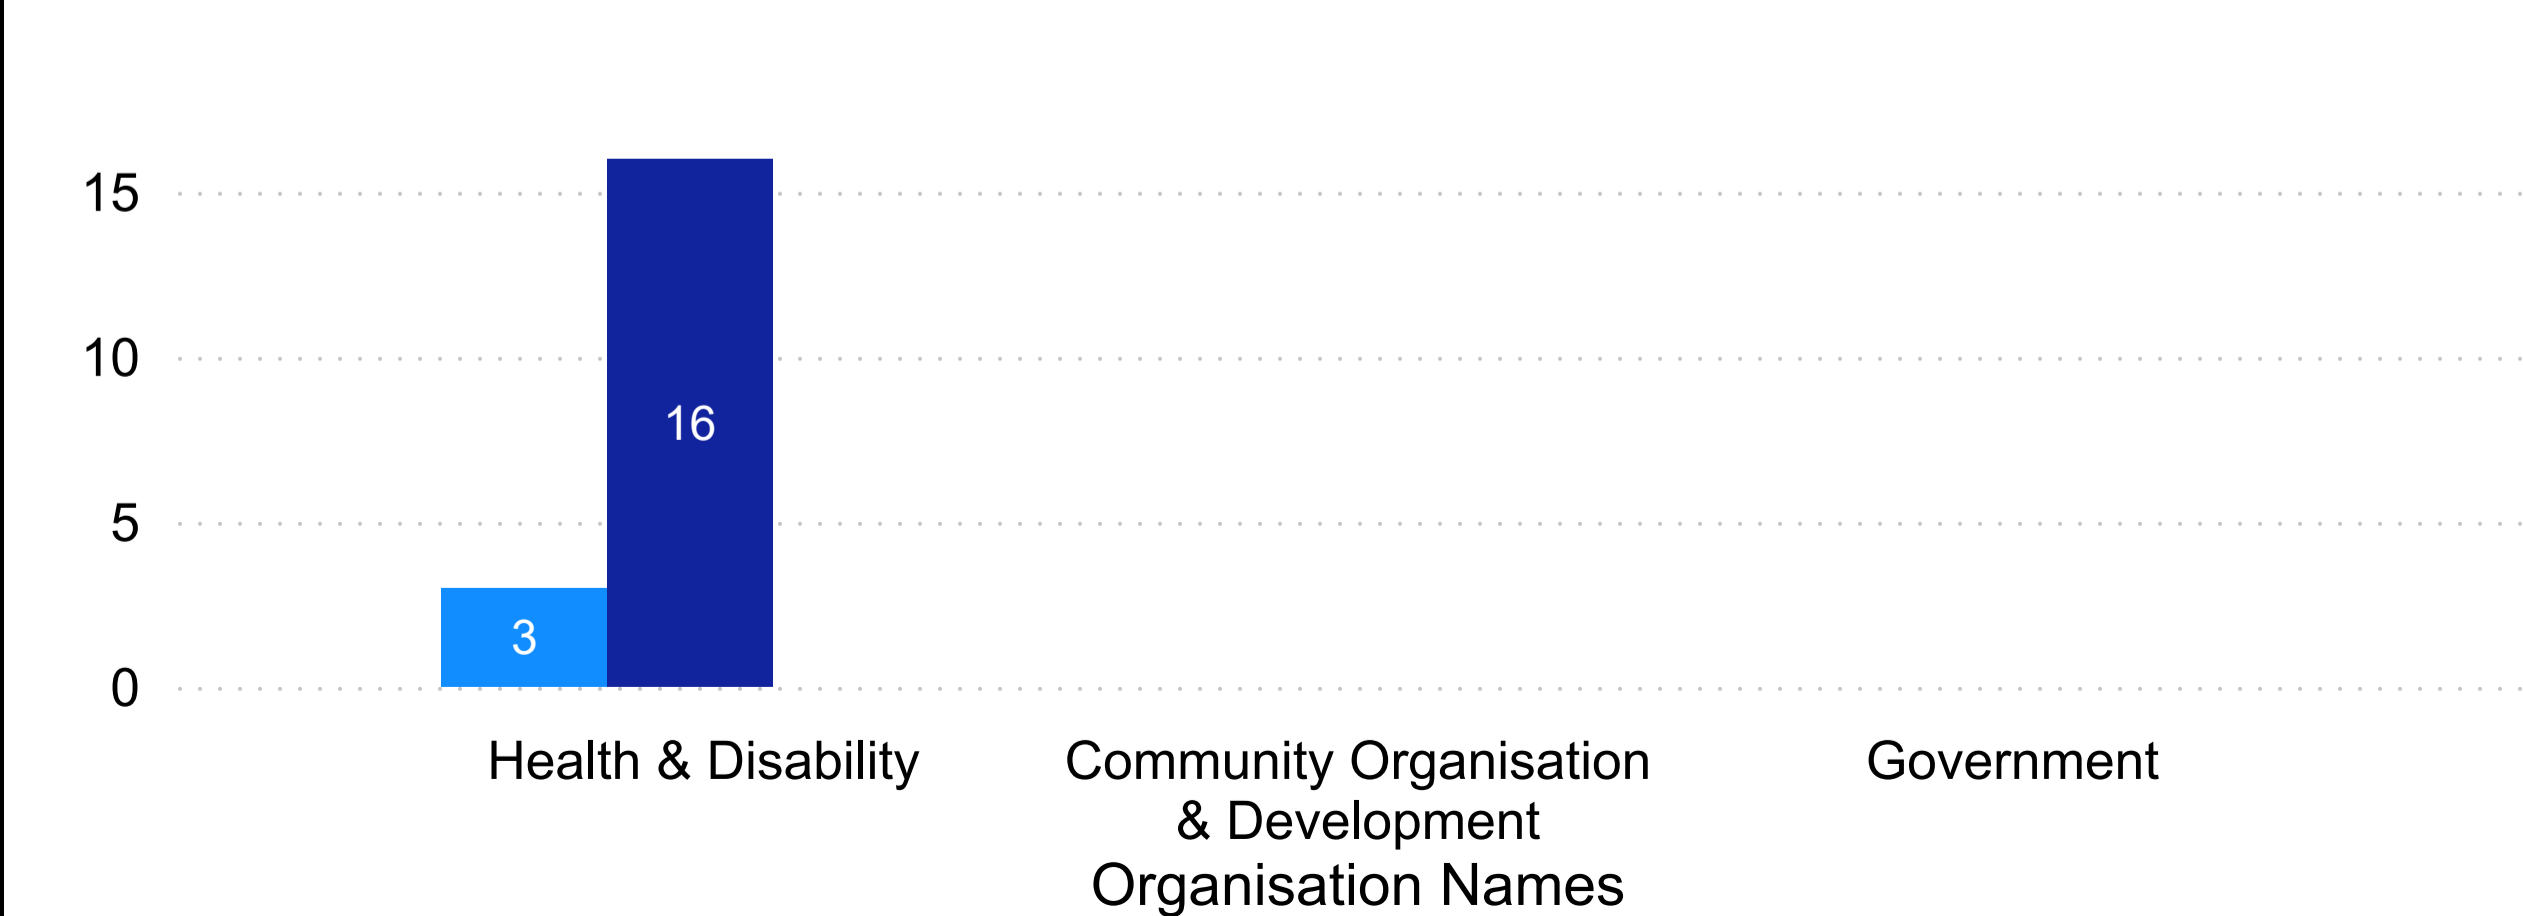 15
10
16
5
3
0
Health & Disability
Community Organisation
& Development
Government
Organisation Names